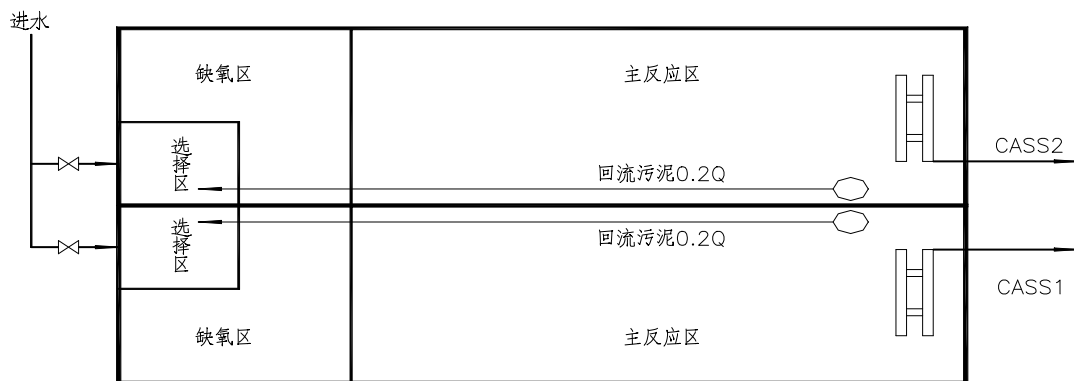 进水
缺氧区
主反应区
选择区
CASS2
回流污泥0.2Q
选择区
回流污泥0.2Q
CASS1
缺氧区
主反应区